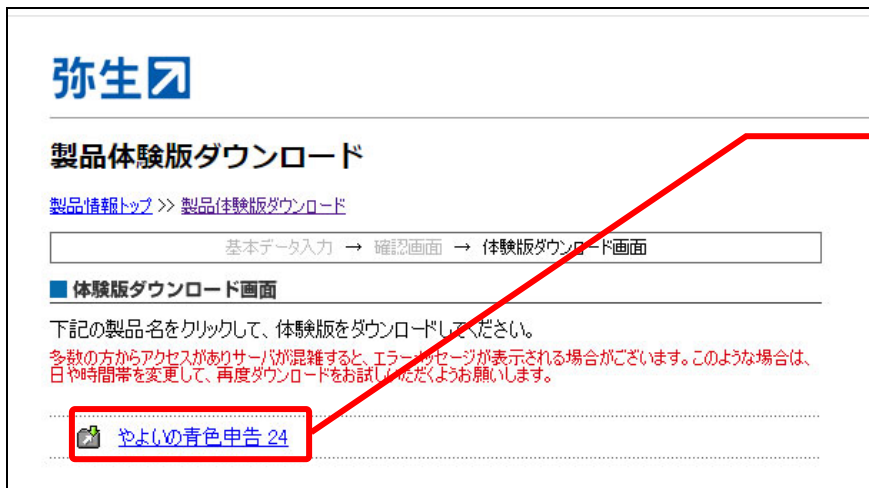 弥生
製品体験版ダウンロード
製品情報トップ >> 製品体験版ダウンロード
基本データ入力 → 確認画面 → 体験版ダウンロード画面
体験版ダウンロード画面
下記の製品名をクリックして、体験版をダウンロードしてください。
多数の方からアクセスがありサーバが混雑すると、エラーメッセージが表示される場合がございます。このような場合は、
日や時間帯を変更して、再度ダウンロードをお試しいただくようお願いします。
やよいの青色申告 24